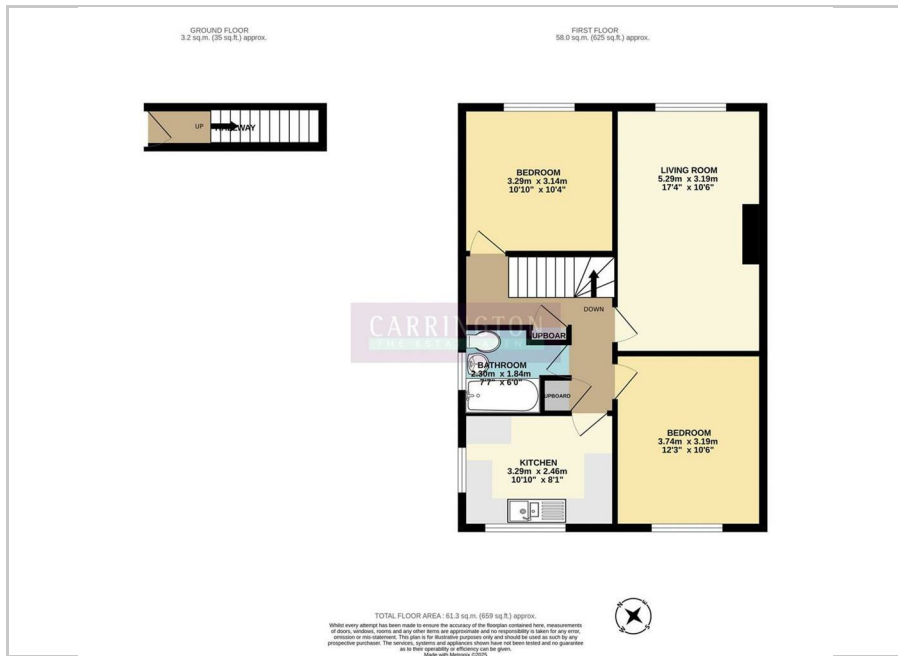 GROUND FLOOR
3.2 sq.m. (35 sq.ft.) approx.
UP
FIRST FLOOR
58.0 sq.m. (625 sq.ft.) approx.
BEDROOM
3.29m x 3.14m
10'10" x 10'4"
LIVING ROOM
5.29m x 3.19m
17'4" x 10'6"
DOWN
CARRINGTON
UPBOAR
BATHROOM
2.30m x 1.84m
7'7" x 6'0"
UPBOARD
BEDROOM
3.74m x 3.19m
12'3" x 10'6"
KITCHEN
3.29m x 2.46m
10'10" x 8'1"
TOTAL FLOOR AREA : 61.3 sq.m. (659 sq.ft.) approx.
Whilst every attempt has been made to ensure the accuracy of the floorplan contained here, measurements
of doors, windows, rooms and any other items are approximate and no responsibility is taken for any error,
omission or mis-statement. This plan is for illustrative purposes only and should be used as such by any
prospective purchaser. The services, systems and appliances shown have not been tested and no guarantee
as to their operability or efficiency can be given.
Made with Metropix ©2025